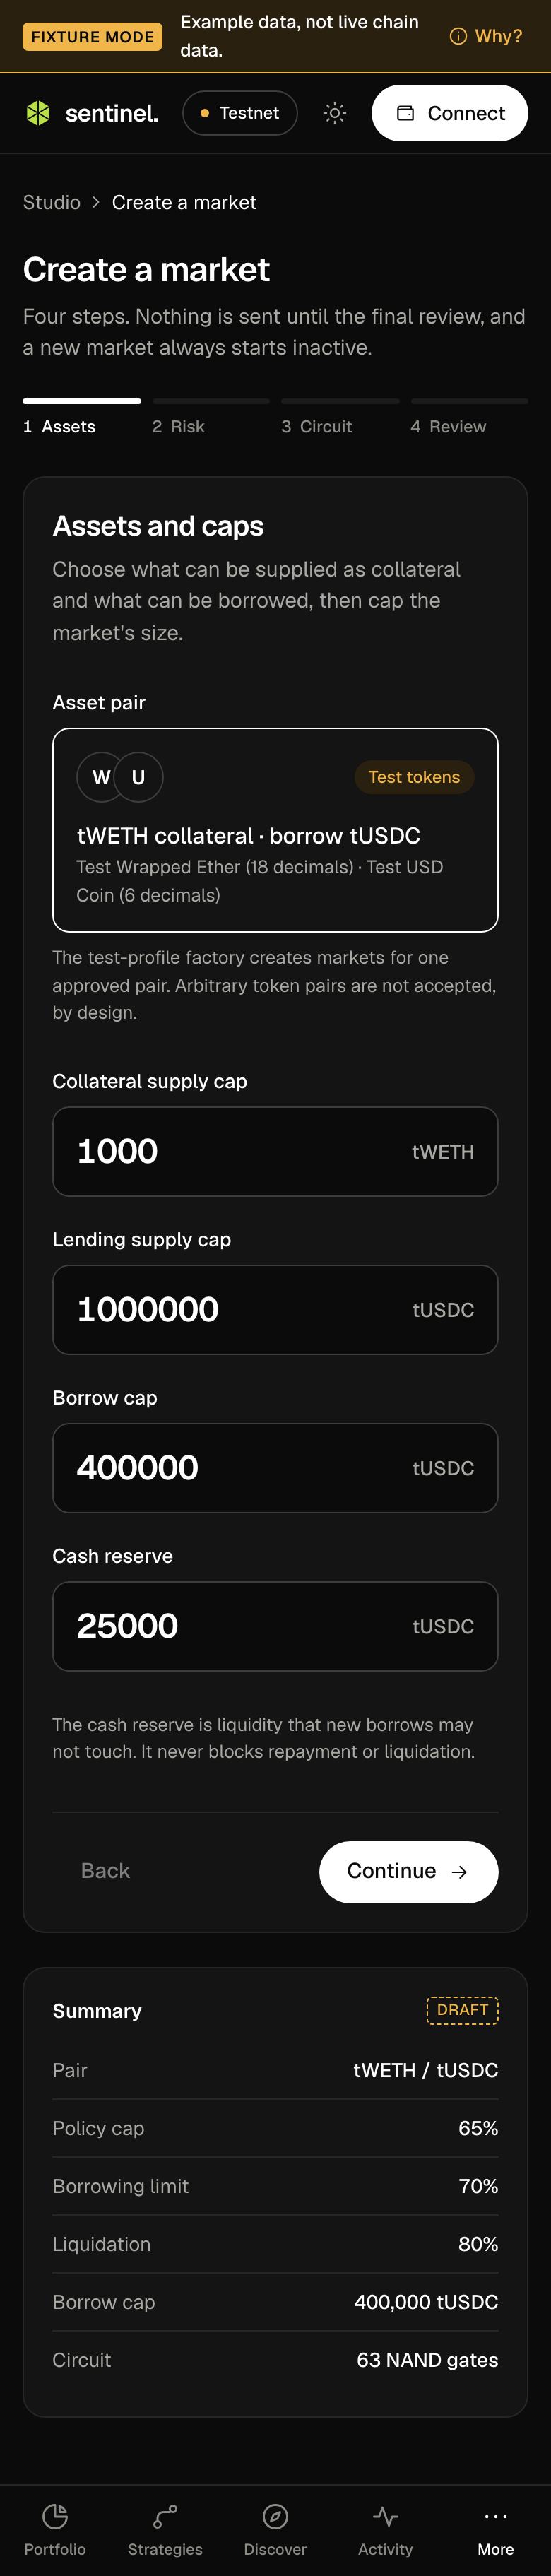 FIXTURE MODE
Example data, not live chain
data.
Why?
sentinel.
Testnet
Connect
Studio > Create a market
Create a market
Four steps. Nothing is sent until the final review, and
a new market always starts inactive.
1 Assets
2 Risk
3 Circuit
4 Review
Assets and caps
Choose what can be supplied as collateral
and what can be borrowed, then cap the
market's size.
Asset pair
W U
Test tokens
tWETH collateral · borrow tUSDC
Test Wrapped Ether (18 decimals) · Test USD
Coin (6 decimals)
The test-profile factory creates markets for one
approved pair. Arbitrary token pairs are not accepted,
by design.
Collateral supply cap
1000 tWETH
Lending supply cap
1000000 tUSDC
Borrow cap
400000 tUSDC
Cash reserve
25000 tUSDC
The cash reserve is liquidity that new borrows may
not touch. It never blocks repayment or liquidation.
Back
Continue →
Summary
DRAFT
Pair tWETH / tUSDC
Policy cap 65%
Borrowing limit 70%
Liquidation 80%
Borrow cap 400,000 tUSDC
Circuit 63 NAND gates
Portfolio
Strategies
Discover
Activity
More